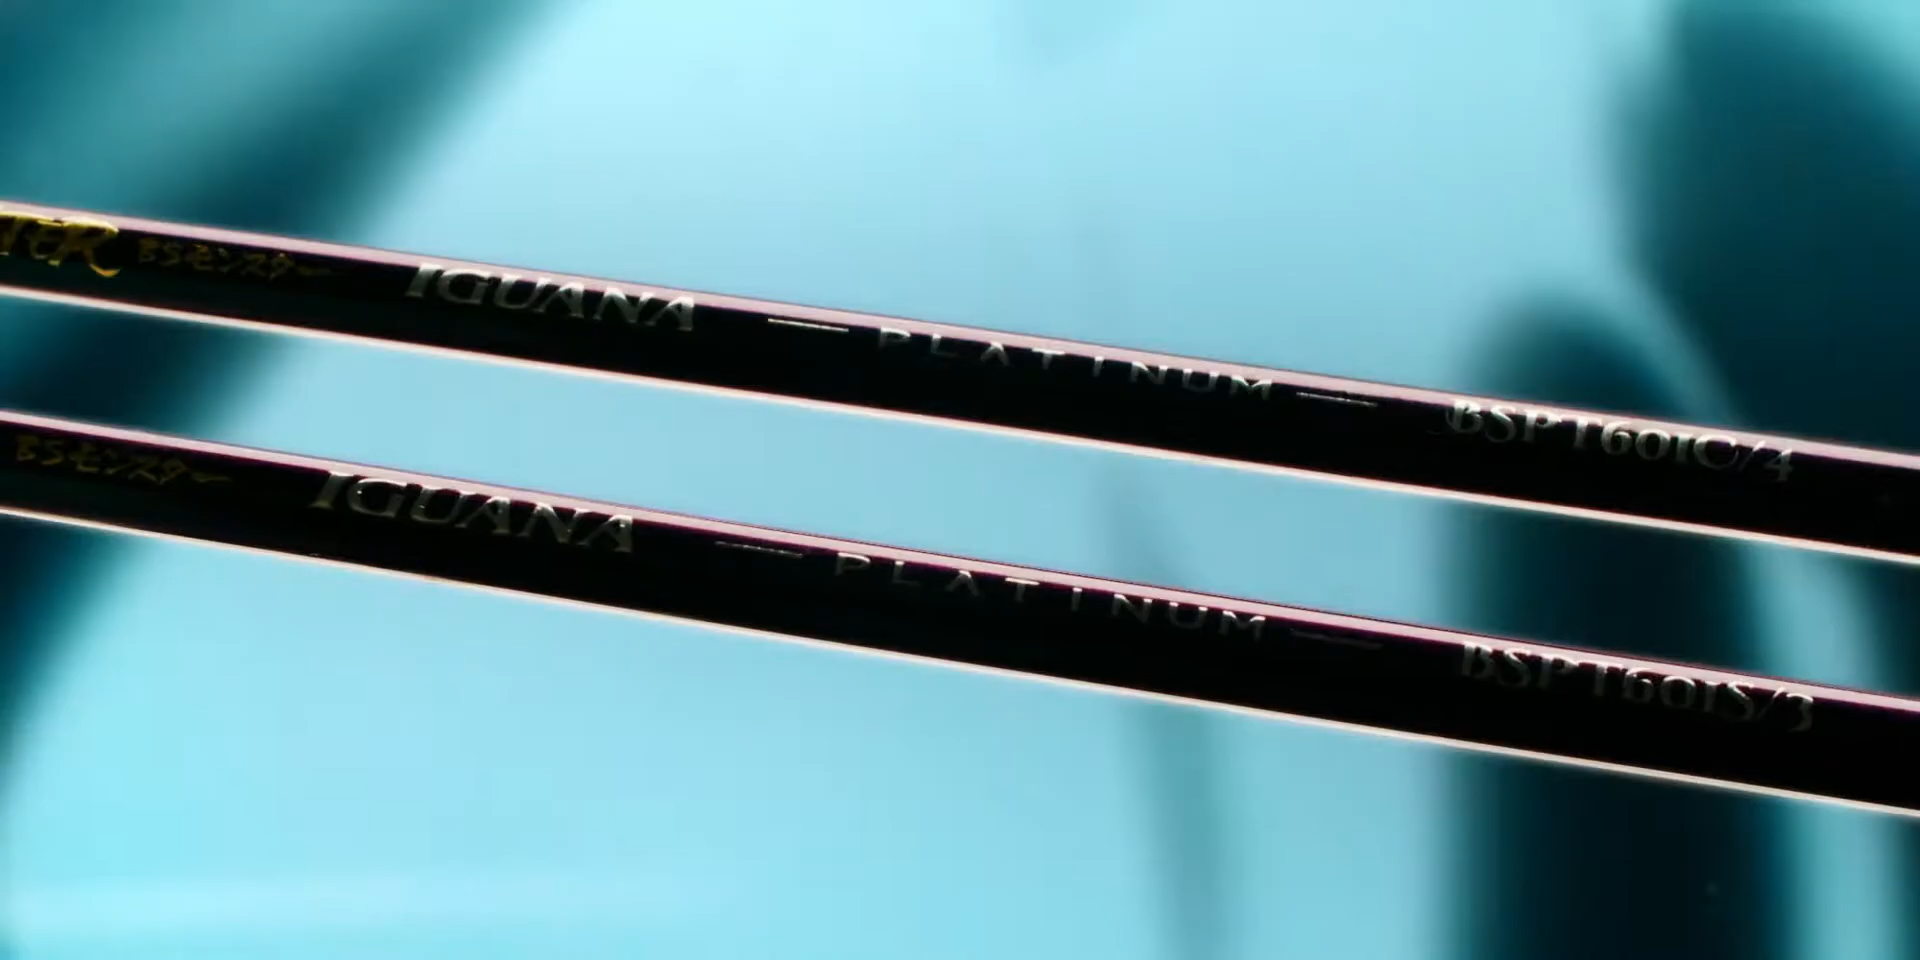 BSモンスター IGUANA — PLATINUM — BSPT601C/4
BSモンスター IGUANA — PLATINUM — BSPT601S/3